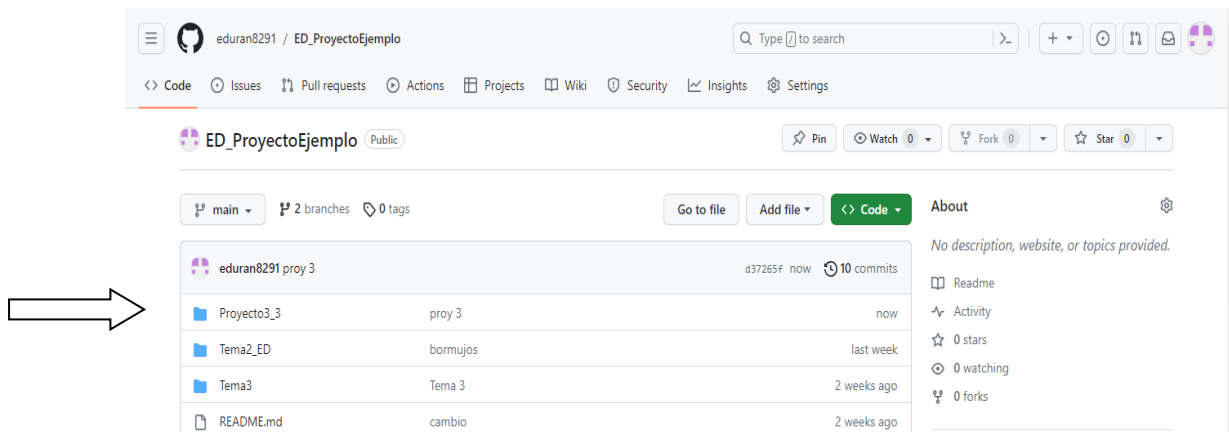 eduran8291 / ED_ProyectoEjemplo Type / to search
Code Issues Pull requests Actions Projects Wiki Security Insights Settings
ED_ProyectoEjemplo Public Pin Watch 0 Fork 0 Star 0
main 2 branches 0 tags Go to file Add file Code
eduran8291 proy 3 d37265f now 10 commits
Proyecto3_3 proy 3 now
Tema2_ED bormujos last week
Tema3 Tema 3 2 weeks ago
README.md cambio 2 weeks ago
About
No description, website, or topics provided.
Readme
Activity
0 stars
0 watching
0 forks